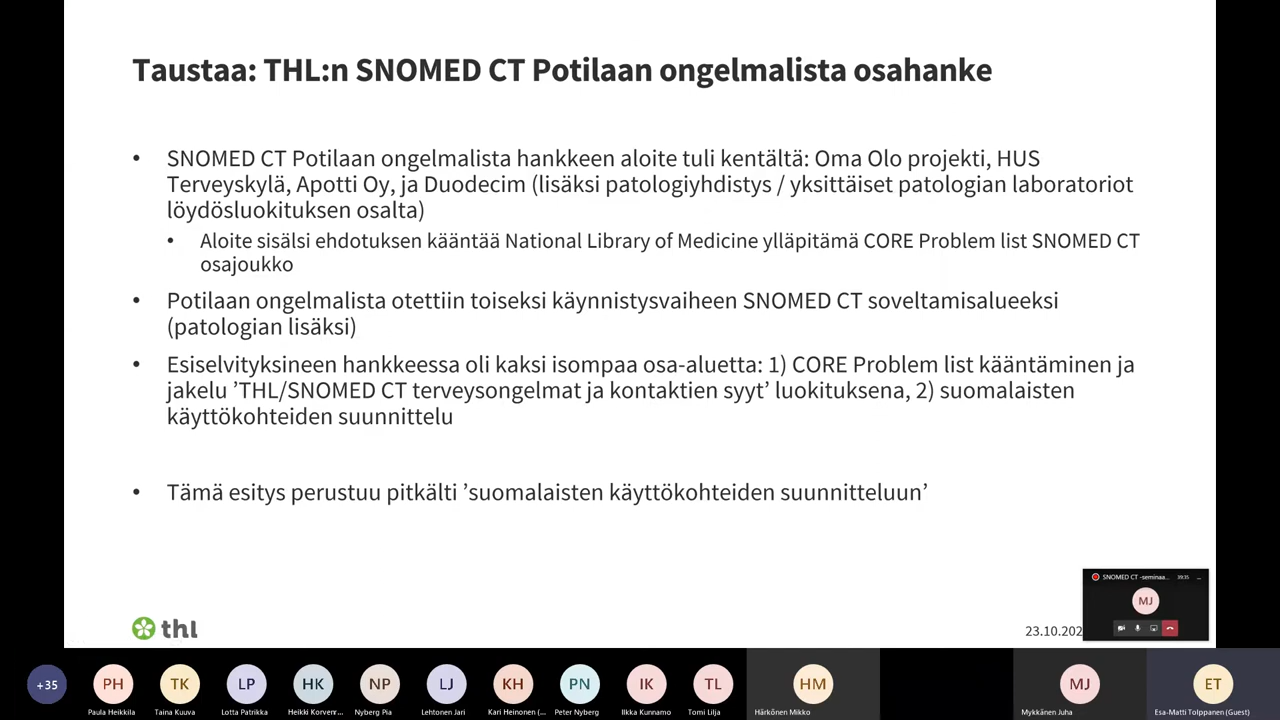 Taustaa: THL:n SNOMED CT Potilaan ongelmalista osahanke
• SNOMED CT Potilaan ongelmalista hankkeen aloite tuli kentältä: Oma Olo projekti, HUS
Terveyskylä, Apotti Oy, ja Duodecim (lisäksi patologiyhdistys / yksittäiset patologian laboratoriot
löydösluokituksen osalta)
• Aloite sisälsi ehdotuksen kääntää National Library of Medicine ylläpitämä CORE Problem list SNOMED CT
osajoukko
• Potilaan ongelmalista otettiin toiseksi käynnistysvaiheen SNOMED CT soveltamisalueeksi
(patologian lisäksi)
• Esiselvityksineen hankkeessa oli kaksi isompaa osa-aluetta: 1) CORE Problem list kääntäminen ja
jakelu ’THL/SNOMED CT terveysongelmat ja kontaktien syyt’ luokituksena, 2) suomalaisten
käyttökohteiden suunnittelu
• Tämä esitys perustuu pitkälti ’suomalaisten käyttökohteiden suunnitteluun’
SNOMED CT -seminaa... 39:35 ...
MJ
thl
23.10.202
+35 PH TK LP HK NP LJ KH PN IK TL HM MJ ET
Paula Heikkila Taina Kuuva Lotta Patrikka Heikki Korvenr... Nyberg Pia Lehtonen Jari Kari Heinonen (... Peter Nyberg Ilkka Kunnamo Tomi Lilja Härkönen Mikko Mykkänen Juha Esa-Matti Tolppanen (Guest)